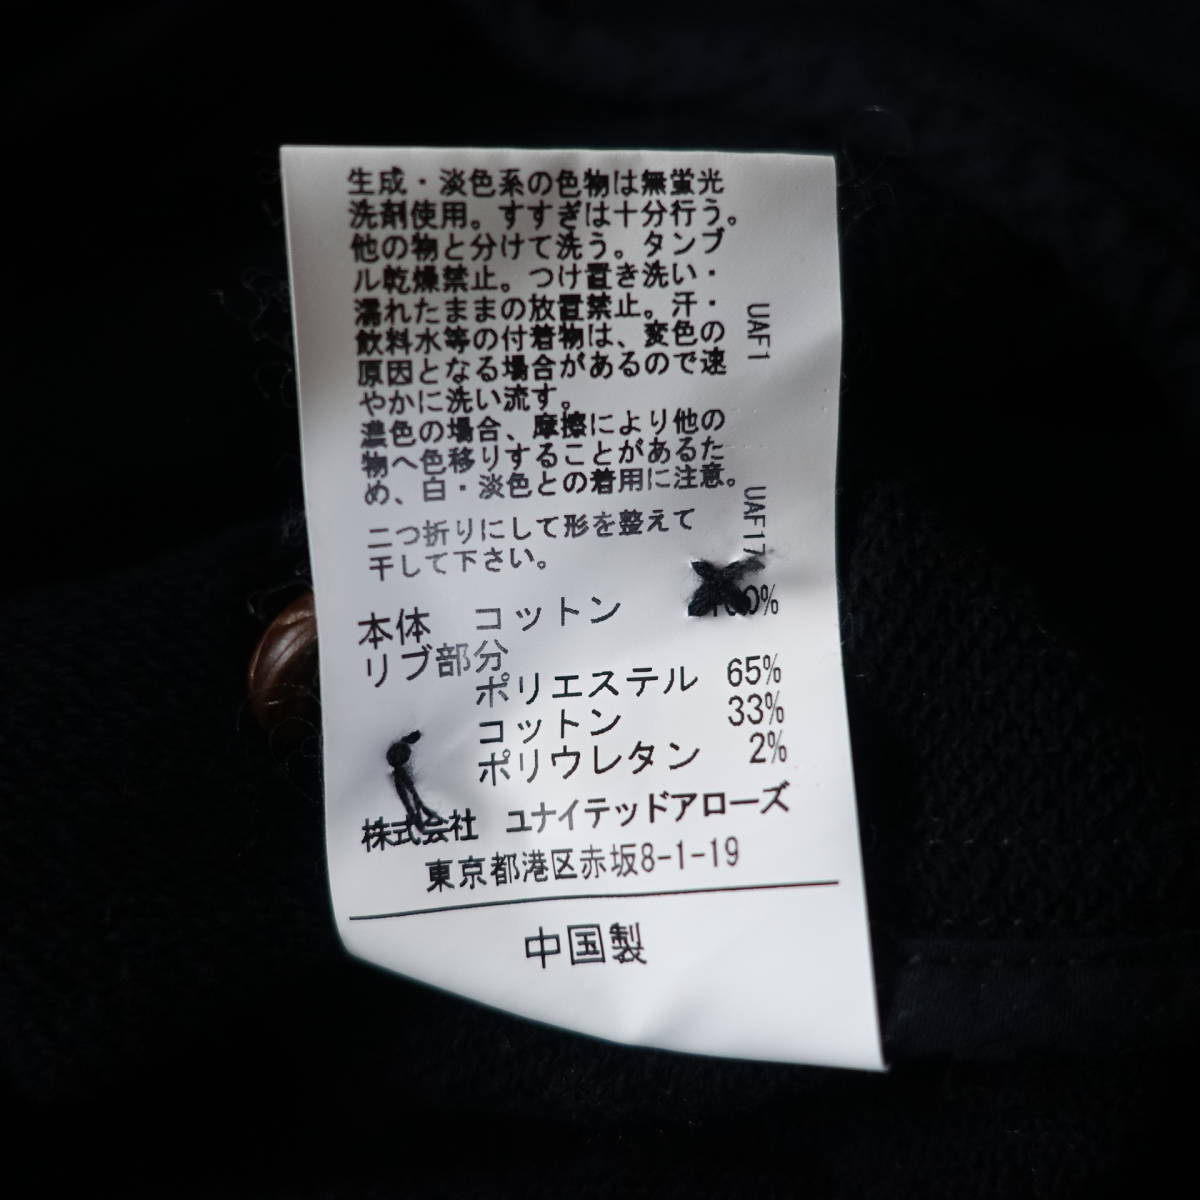 生成・淡色系の色物は無蛍光
洗剤使用。すすぎは十分行う。
他の物と分けて洗う。タンブ
ル乾燥禁止。つけ置き洗い・
濡れたままの放置禁止。汗・
飲料水等の付着物は、変色の
原因となる場合があるので速
やかに洗い流す。
濃色の場合、摩擦により他の
物へ色移りすることがあるた
め、白・淡色との着用に注意。
UAF1
UAF17
二つ折りにして形を整えて
干して下さい。
本体 コットン 100%
リブ部分
ポリエステル 65%
コットン 33%
ポリウレタン 2%
株式会社 ユナイテッドアローズ
東京都港区赤坂8-1-19
中国製